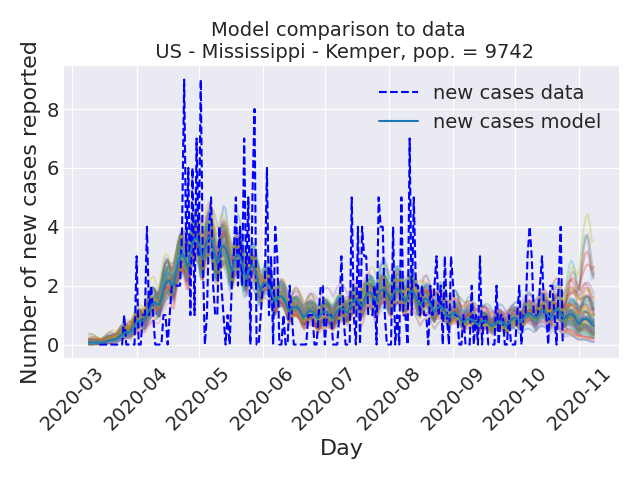 Model comparison to data
US - Mississippi - Kemper, pop. = 9742
Number of new cases reported
8
6
4
2
0
new cases data
new cases model
2020-03
2020-04
2020-05
2020-06
2020-07
2020-08
2020-09
2020-10
2020-11
Day